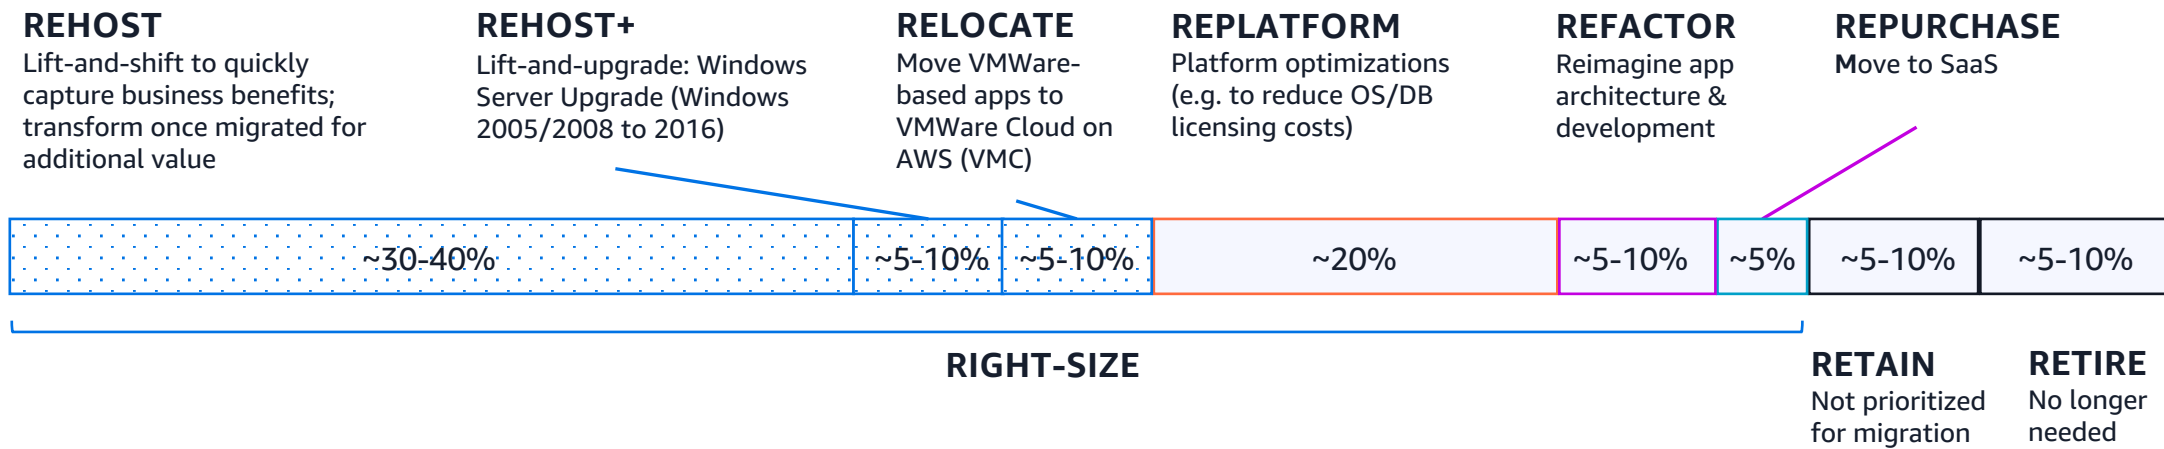 REHOST
Lift-and-shift to quickly
capture business benefits;
transform once migrated for
additional value
REHOST+
Lift-and-upgrade: Windows
Server Upgrade (Windows
2005/2008 to 2016)
RELOCATE
Move VMWare-
based apps to
VMWare Cloud on
AWS (VMC)
REPLATFORM
Platform optimizations
(e.g. to reduce OS/DB
licensing costs)
REFACTOR
Reimagine app
architecture &
development
REPURCHASE
Move to SaaS
~30-40%
~5-10%
~5-10%
~20%
~5-10%
~5%
~5-10%
~5-10%
RIGHT-SIZE
RETAIN
Not prioritized
for migration
RETIRE
No longer
needed